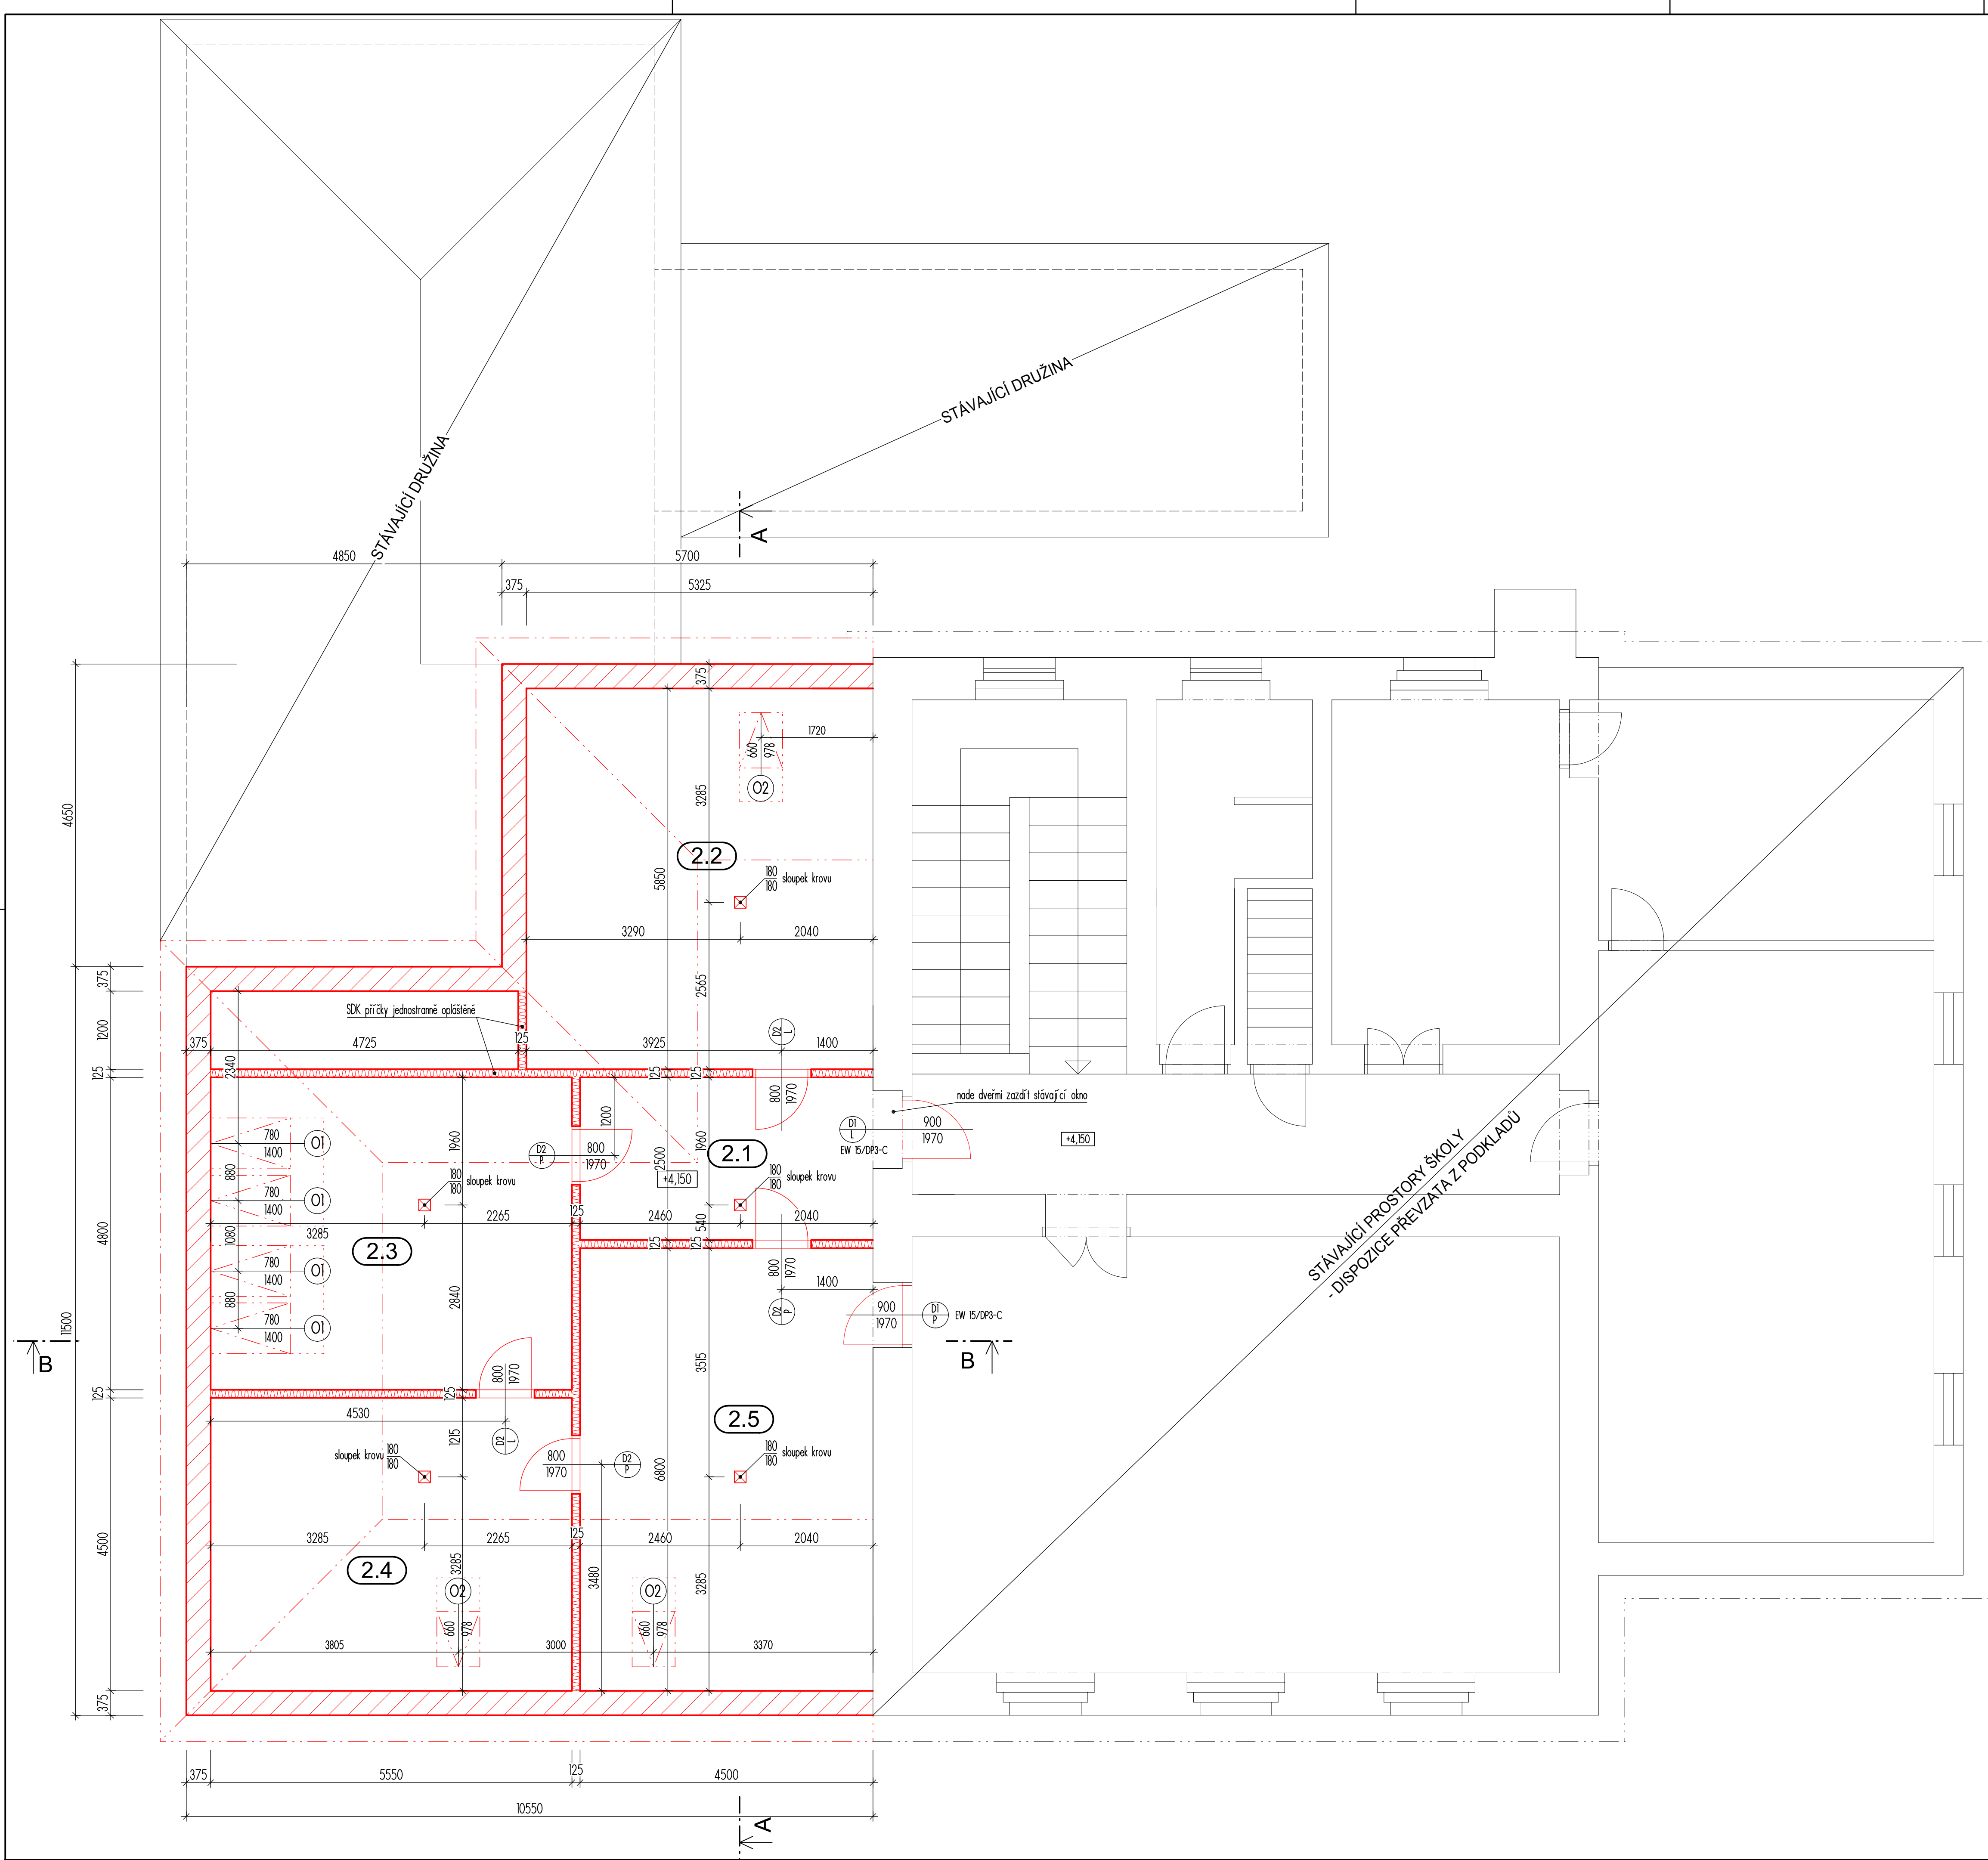 STÁVAJÍCÍ DRUŽINA
STÁVAJÍCÍ DRUŽINA
A
4850
5700
375
5325
375
1720
660
978
O2
3285
4650
2.2
5850
180
180
sloupek krovu
3290
2040
2565
375
SDK příčky jednostranně opláštěné
1200
D2
L
375
4725
125
3925
1400
2340
125
125
125
800
1970
nade dveřmi zazdít stávající okno
1200
D1
L
900
1970
EW 15/DP3-C
+4,150
780
1400
O1
1960
D2
P
800
1970
2500
1960
2.1
+4,150
880
180
180
sloupek krovu
180
180
sloupek krovu
780
1400
O1
3285
2265
125
2460
540
2040
1080
4800
2.3
125
125
780
1400
O1
800
1970
1400
880
2840
D2
P
900
1970
D1
P
EW 15/DP3-C
780
1400
O1
11500
B
B
3515
800
1970
125
125
4530
D2
L
1215
2.5
sloupek krovu
180
180
800
1970
D2
P
6800
180
180
sloupek krovu
4500
3285
2265
125
2460
2040
2.4
3285
3480
3285
O2
O2
660
978
660
978
3805
3000
3370
375
375
5550
125
4500
10550
A
STÁVAJÍCÍ PROSTORY ŠKOLY
- DISPOZICE PŘEVZATA Z PODKLADŮ